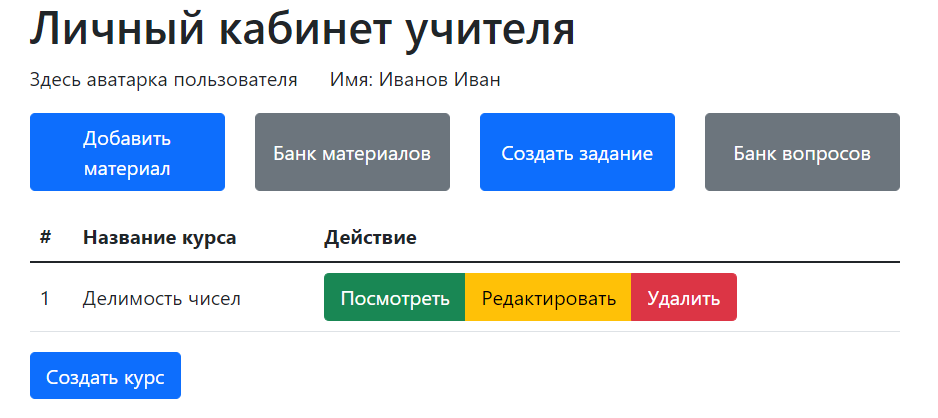 Личный кабинет учителя
Здесь аватарка пользователя Имя: Иванов Иван
Добавить
материал
Банк материалов
Создать задание
Банк вопросов
# Название курса Действие
1 Делимость чисел Посмотреть Редактировать Удалить
Создать курс